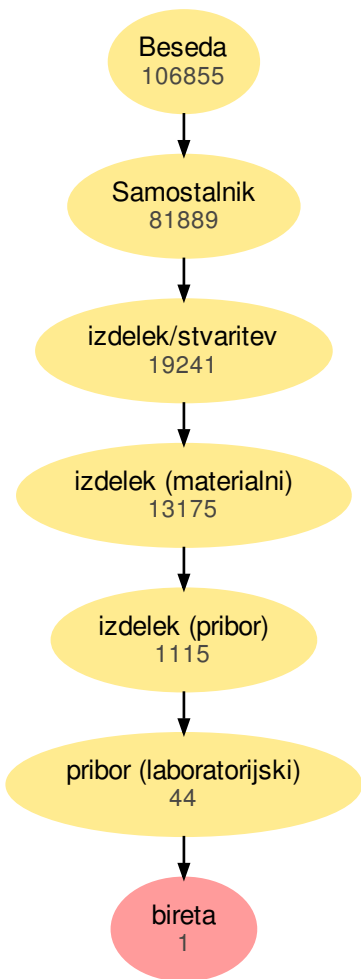 Beseda
106855
Samostalnik
81889
izdelek/stvaritev
19241
izdelek (materialni)
13175
izdelek (pribor)
1115
pribor (laboratorijski)
44
bireta
1